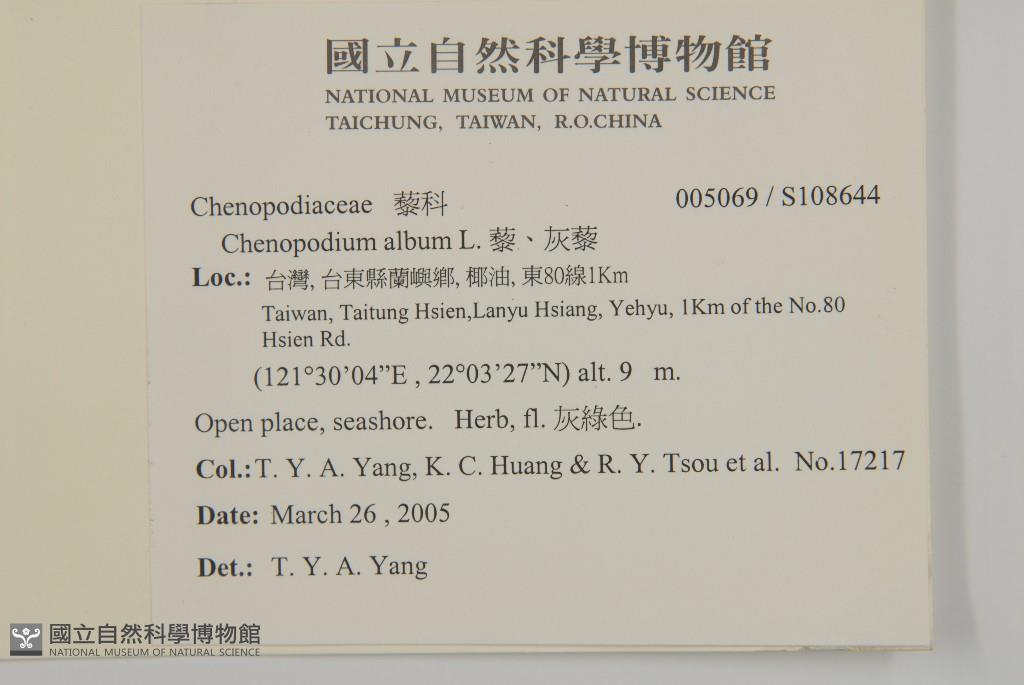 國立自然科學博物館
NATIONAL MUSEUM OF NATURAL SCIENCE
TAICHUNG, TAIWAN, R.O.CHINA
Chenopodiaceae 藜科 005069 / S108644
Chenopodium album L. 藜、灰藜
Loc.: 台灣, 台東縣蘭嶼鄉, 椰油, 東80線1Km
Taiwan, Taitung Hsien,Lanyu Hsiang, Yehyu, 1Km of the No.80
Hsien Rd.
(121°30’04”E , 22°03’27”N) alt. 9 m.
Open place, seashore. Herb, fl. 灰綠色.
Col.: T. Y. A. Yang, K. C. Huang & R. Y. Tsou et al. No.17217
Date: March 26 , 2005
Det.: T. Y. A. Yang
國立自然科學博物館
NATIONAL MUSEUM OF NATURAL SCIENCE